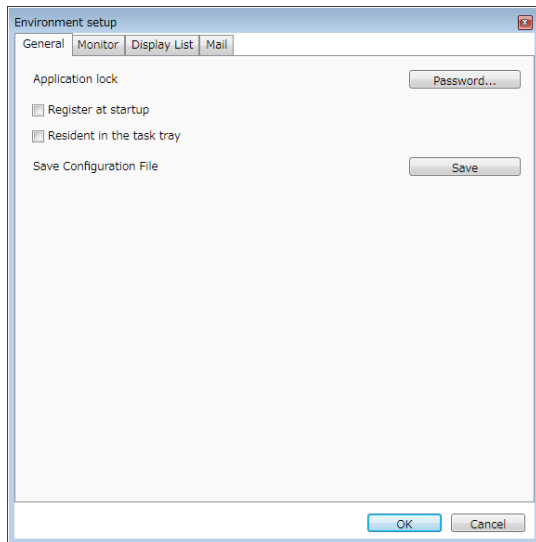 Environment setup
General Monitor Display List Mail
Application lock Password...
Register at startup
Resident in the task tray
Save Configuration File Save
OK Cancel